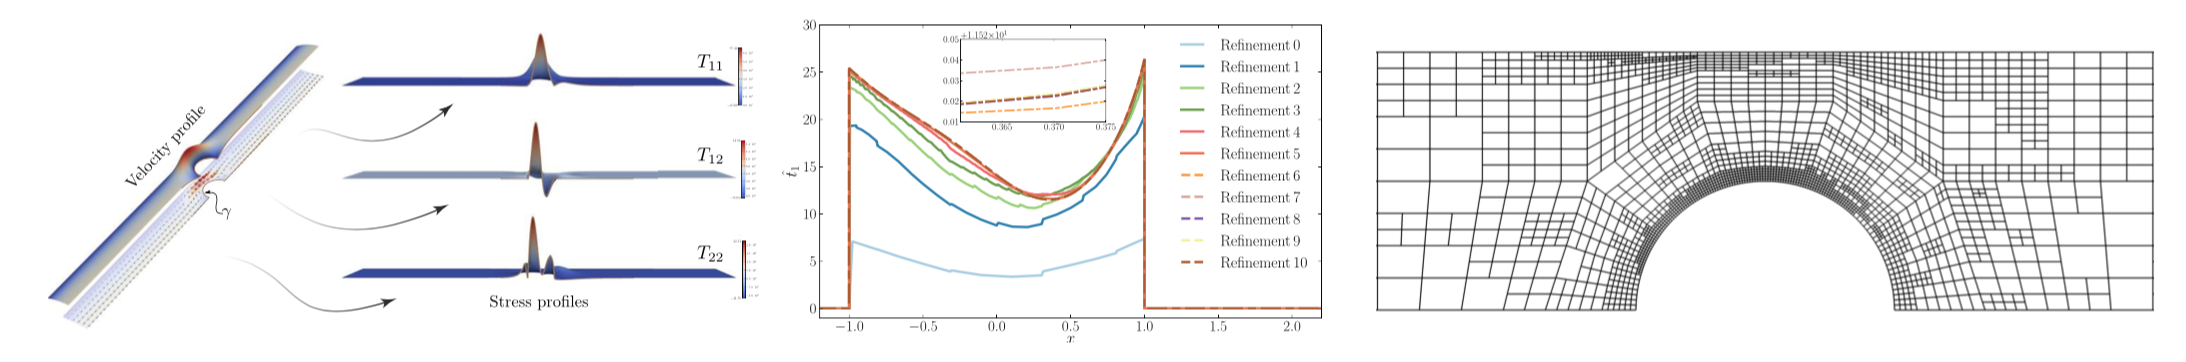 Velocity profile
γ
T₁₁
T₁₂
T₂₂
Stress profiles
30
25
20
15
10
5
0
t̂₁
−1.0 −0.5 0.0 0.5 1.0 1.5 2.0
x
+1.152×10¹
0.05
0.04
0.03
0.02
0.01
0.365 0.370 0.375
Refinement 0
Refinement 1
Refinement 2
Refinement 3
Refinement 4
Refinement 5
Refinement 6
Refinement 7
Refinement 8
Refinement 9
Refinement 10